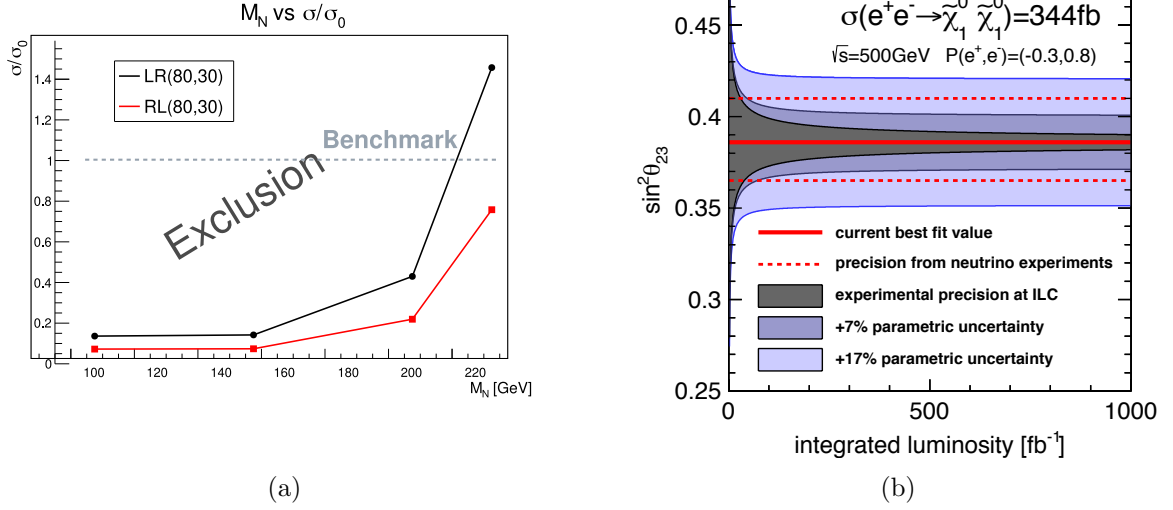 M_N vs σ/σ_0
σ/σ_0
1.4
1.2
1
0.8
0.6
0.4
0.2
0
LR(80,30)
RL(80,30)
Benchmark
Exclusion
100 120 140 160 180 200 220
M_N [GeV]
(a)
σ(e⁺e⁻→χ̃⁰₁ χ̃⁰₁)=344fb
√s=500GeV P(e⁺,e⁻)=(-0.3,0.8)
sin²θ₂₃
0.45
0.4
0.35
0.3
0.25
current best fit value
precision from neutrino experiments
experimental precision at ILC
+7% parametric uncertainty
+17% parametric uncertainty
0 500 1000
integrated luminosity [fb⁻¹]
(b)